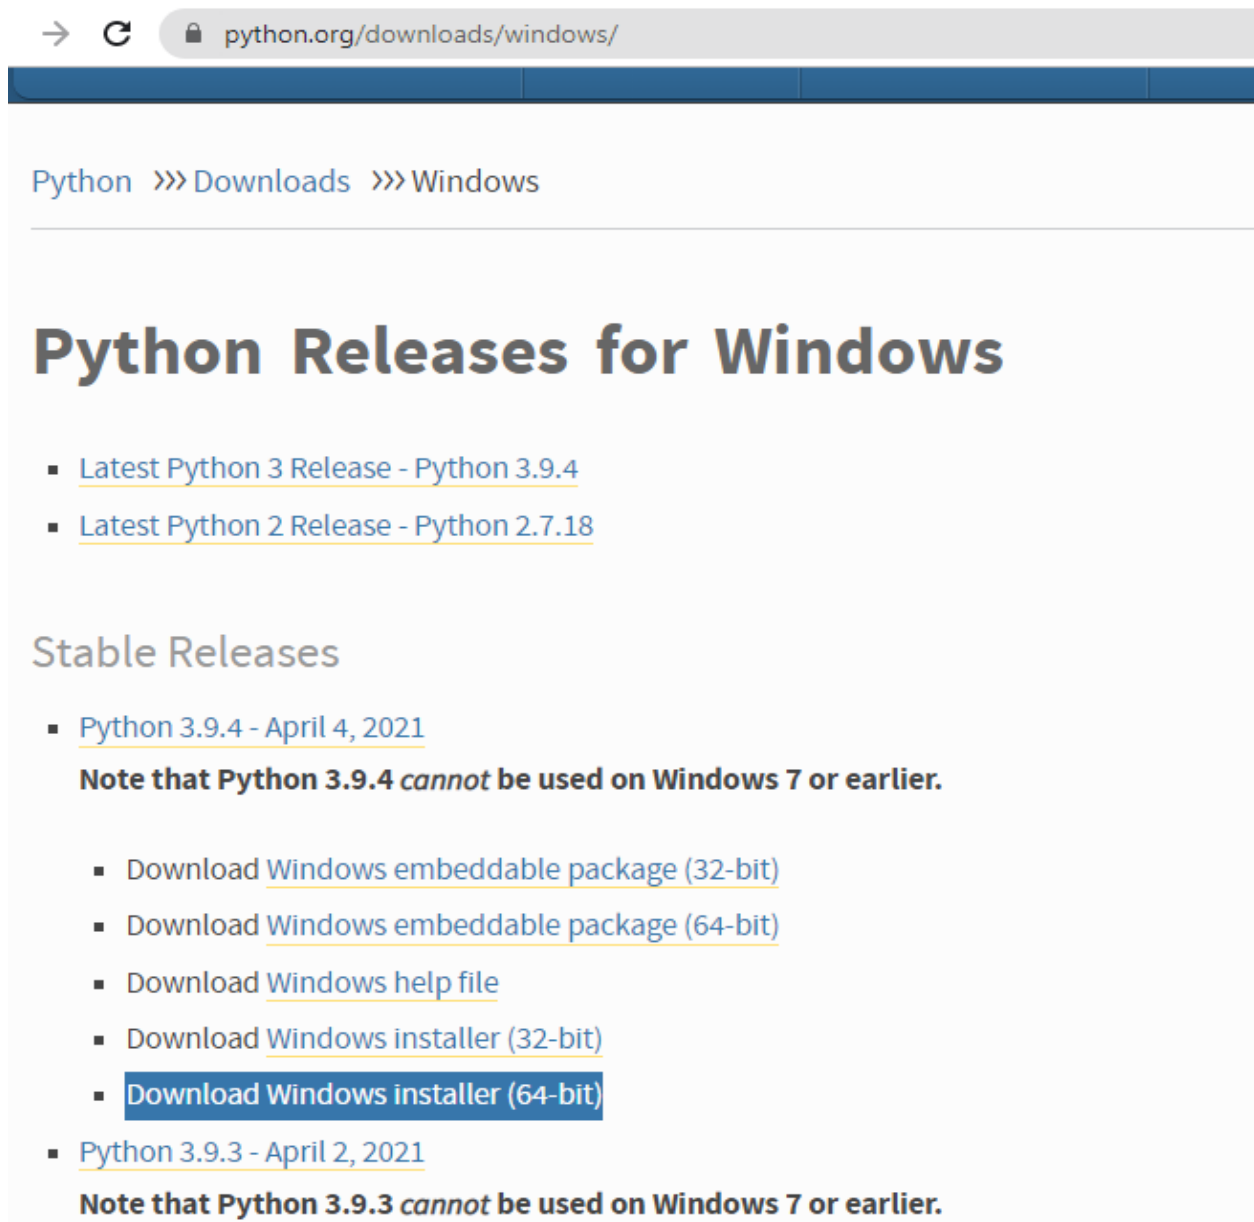 python.org/downloads/windows/
Python >>> Downloads >>> Windows
Python Releases for Windows
Latest Python 3 Release - Python 3.9.4
Latest Python 2 Release - Python 2.7.18
Stable Releases
Python 3.9.4 - April 4, 2021
Note that Python 3.9.4 cannot be used on Windows 7 or earlier.
Download Windows embeddable package (32-bit)
Download Windows embeddable package (64-bit)
Download Windows help file
Download Windows installer (32-bit)
Download Windows installer (64-bit)
Python 3.9.3 - April 2, 2021
Note that Python 3.9.3 cannot be used on Windows 7 or earlier.